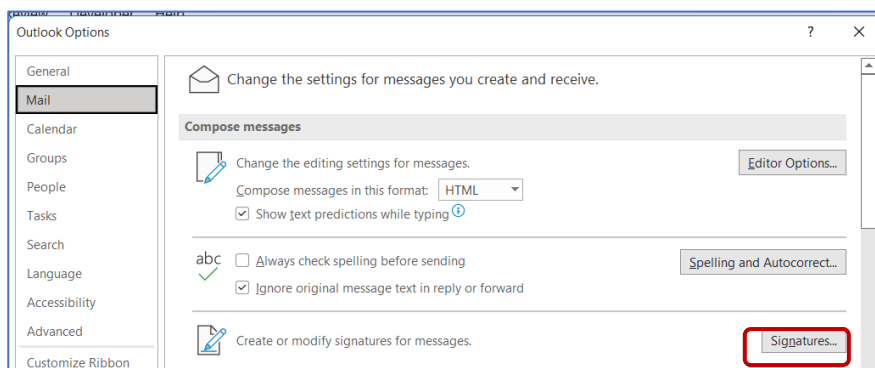 Review Developer Help
Outlook Options
?
General
Mail
Calendar
Groups
People
Tasks
Search
Language
Accessibility
Advanced
Customize Ribbon
Change the settings for messages you create and receive.
Compose messages
Change the editing settings for messages.
Editor Options...
Compose messages in this format: HTML
Show text predictions while typing
abc
Always check spelling before sending
Spelling and Autocorrect...
Ignore original message text in reply or forward
Create or modify signatures for messages.
Signatures...